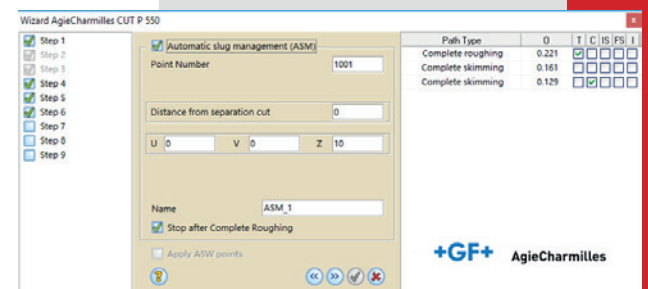 Wizard AgieCharmilles CUT P 550
Step 1
Step 2
Step 3
Step 4
Step 5
Step 6
Step 7
Step 8
Step 9
Automatic slug management (ASM)
Point Number 1001
Distance from separation cut 0
U 0 V 0 Z 10
Name ASM_1
Stop after Complete Roughing
Apply ASW points
Path Type O T C IS FS I
Complete roughing 0.221
Complete skimming 0.161
Complete skimming 0.129
+GF+ AgieCharmilles